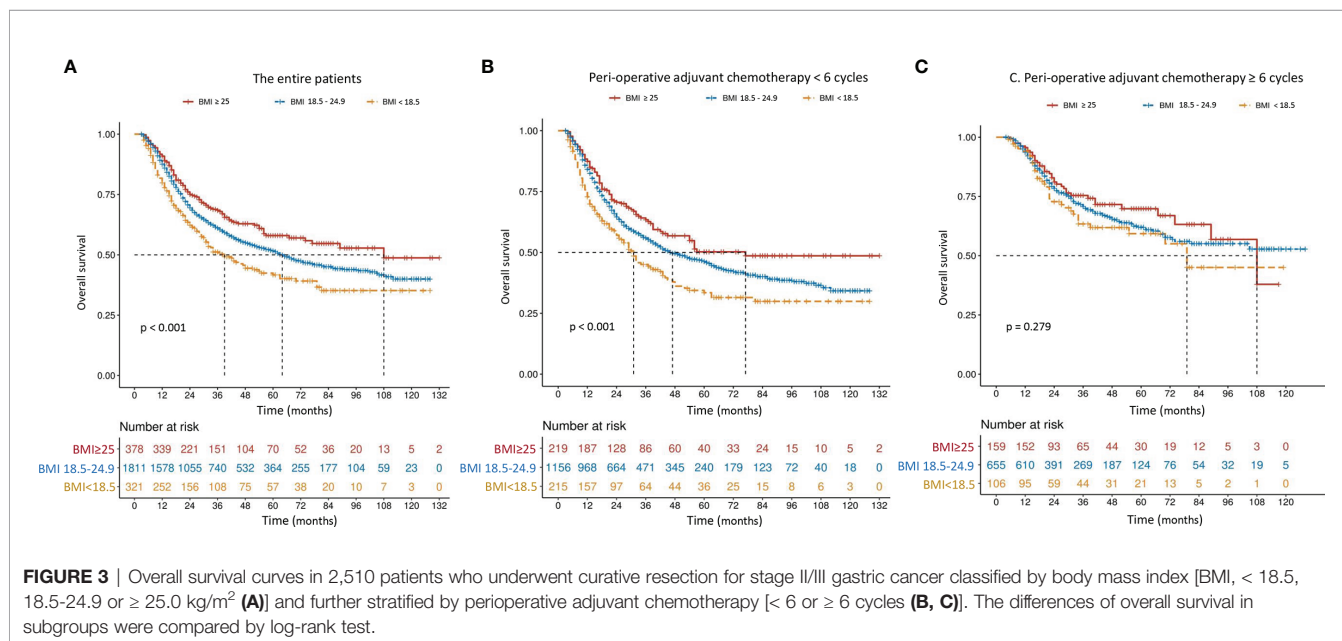 A
The entire patients
BMI ≥ 25 BMI 18.5 - 24.9 BMI < 18.5
1.00
0.75
0.50
0.25
0.00
Overall survival
p < 0.001
0 12 24 36 48 60 72 84 96 108 120 132
Time (months)
Number at risk
BMI≥25 378 339 221 151 104 70 52 36 20 13 5 2
BMI 18.5-24.9 1811 1578 1055 740 532 364 255 177 104 59 23 0
BMI<18.5 321 252 156 108 75 57 38 20 10 7 3 0
0 12 24 36 48 60 72 84 96 108 120 132
Time (months)
B
Peri-operative adjuvant chemotherapy < 6 cycles
BMI ≥ 25 BMI 18.5 - 24.9 BMI < 18.5
1.00
0.75
0.50
0.25
0.00
Overall survival
p < 0.001
0 12 24 36 48 60 72 84 96 108 120 132
Time (months)
Number at risk
BMI≥25 219 187 128 86 60 40 33 24 15 10 5 2
BMI 18.5-24.9 1156 968 664 471 345 240 179 123 72 40 18 0
BMI<18.5 215 157 97 64 44 36 25 15 8 6 3 0
0 12 24 36 48 60 72 84 96 108 120 132
Time (months)
C
C. Peri-operative adjuvant chemotherapy ≥ 6 cycles
BMI ≥ 25 BMI 18.5 - 24.9 BMI < 18.5
1.00
0.75
0.50
0.25
0.00
Overall survival
p = 0.279
0 12 24 36 48 60 72 84 96 108 120
Time (months)
Number at risk
BMI≥25 159 152 93 65 44 30 19 12 5 3 0
BMI 18.5-24.9 655 610 391 269 187 124 76 54 32 19 5
BMI<18.5 106 95 59 44 31 21 13 5 2 1 0
0 12 24 36 48 60 72 84 96 108 120
Time (months)
FIGURE 3 | Overall survival curves in 2,510 patients who underwent curative resection for stage II/III gastric cancer classified by body mass index [BMI, < 18.5,
18.5-24.9 or ≥ 25.0 kg/m² (A)] and further stratified by perioperative adjuvant chemotherapy [< 6 or ≥ 6 cycles (B, C)]. The differences of overall survival in
subgroups were compared by log-rank test.